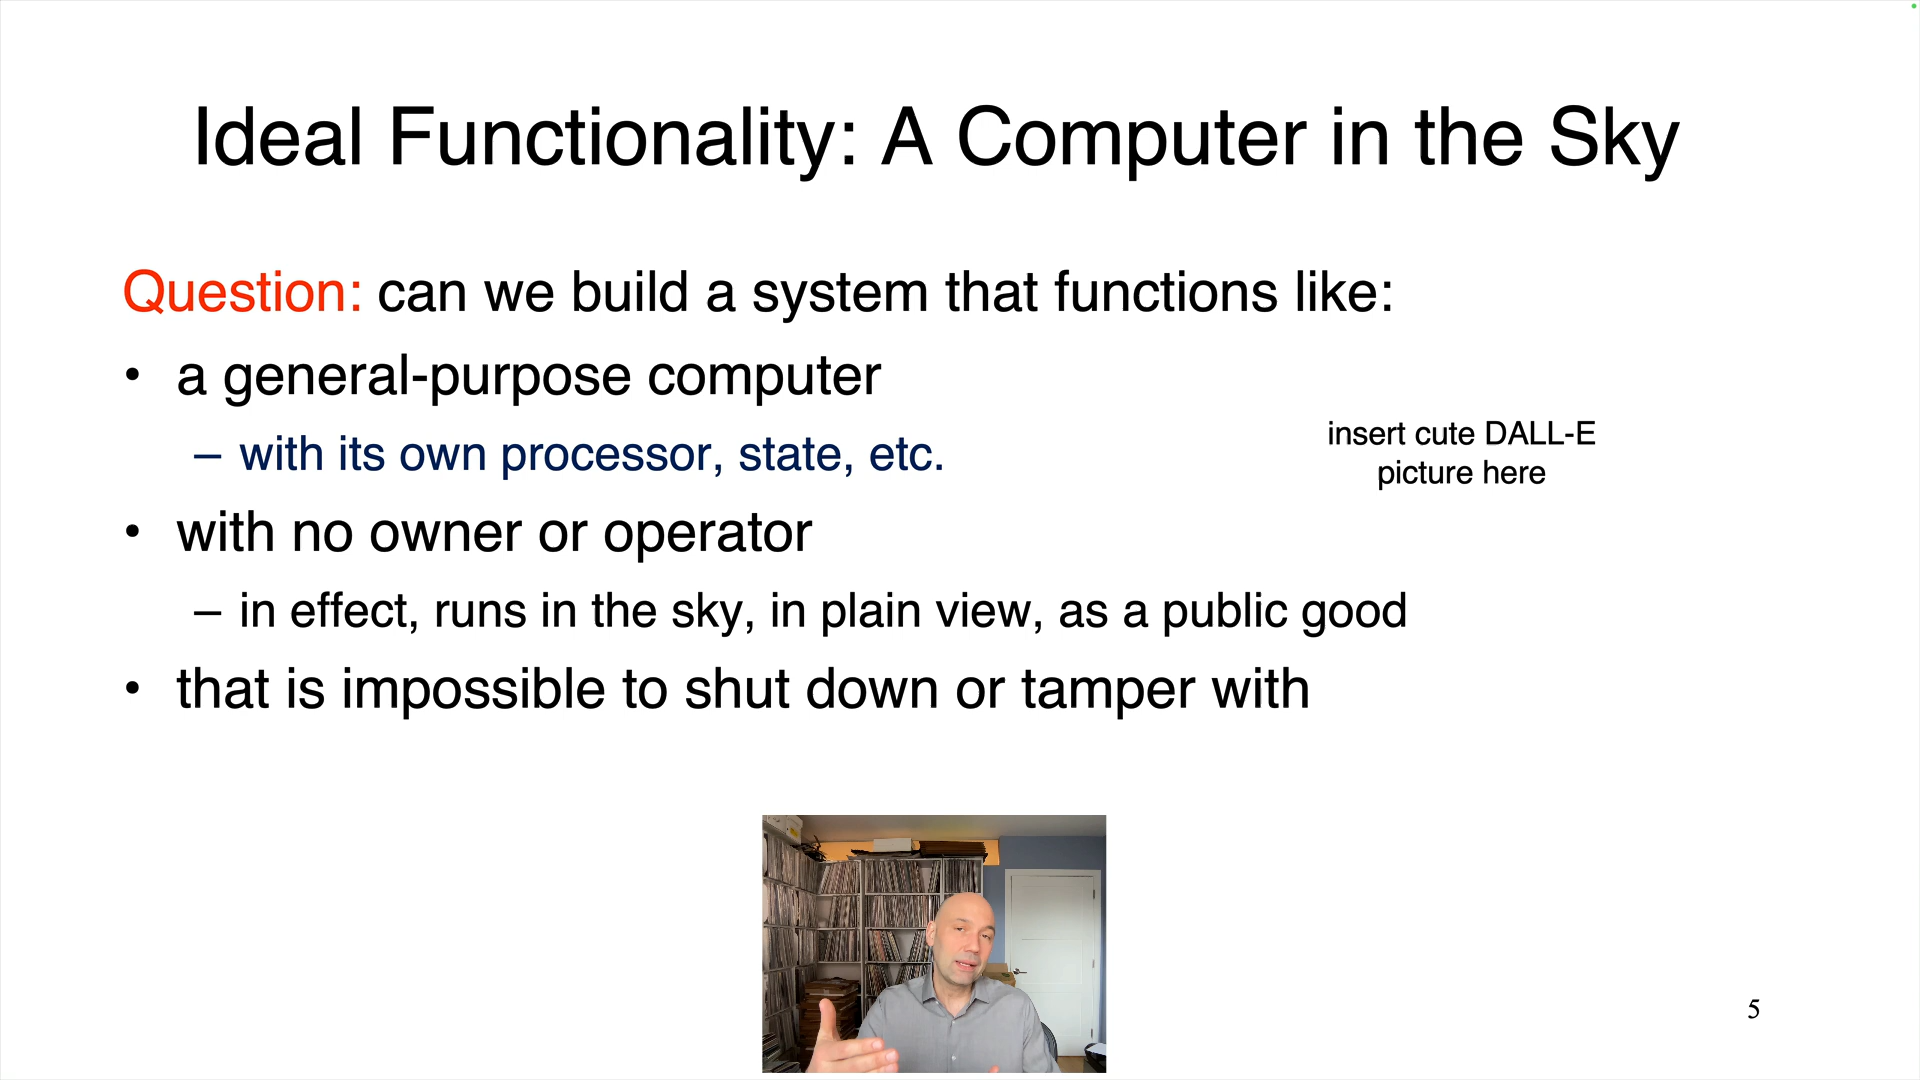 Ideal Functionality: A Computer in the Sky
Question: can we build a system that functions like:
• a general-purpose computer
– with its own processor, state, etc.
insert cute DALL-E
picture here
• with no owner or operator
– in effect, runs in the sky, in plain view, as a public good
• that is impossible to shut down or tamper with
5